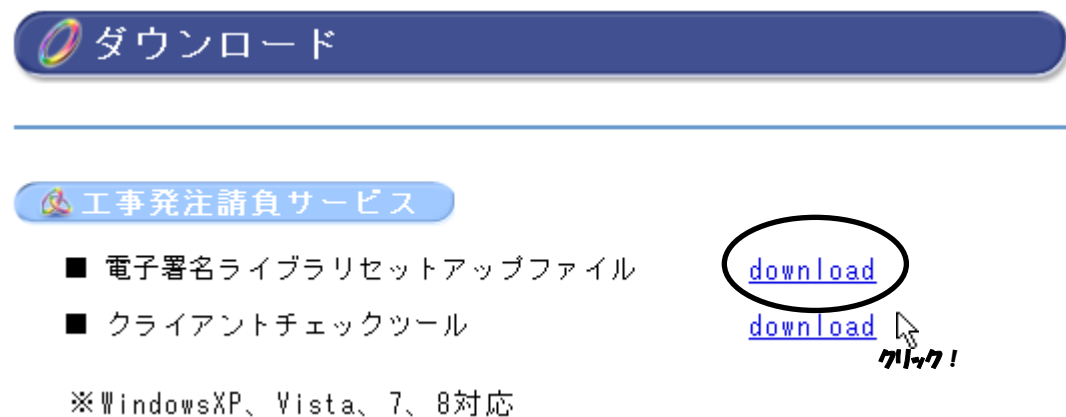 ダウンロード
工事発注請負サービス
■ 電子署名ライブラリセットアップファイル download
■ クライアントチェックツール download
クリック！
※WindowsXP、Vista、7、8対応